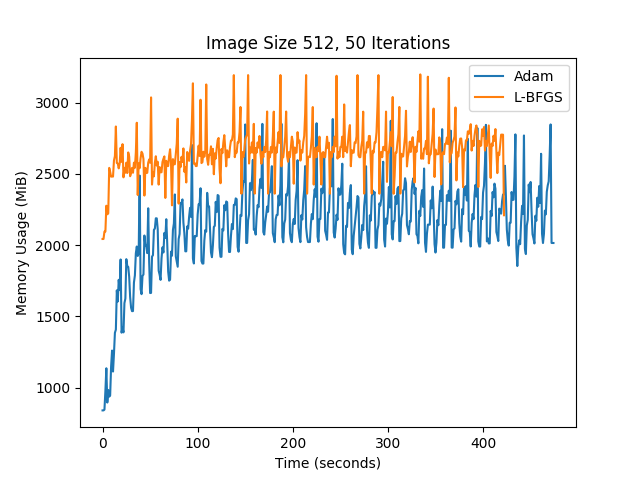 Image Size 512, 50 Iterations
Adam
L-BFGS
3000
2500
2000
1500
1000
Memory Usage (MiB)
0
100
200
300
400
Time (seconds)